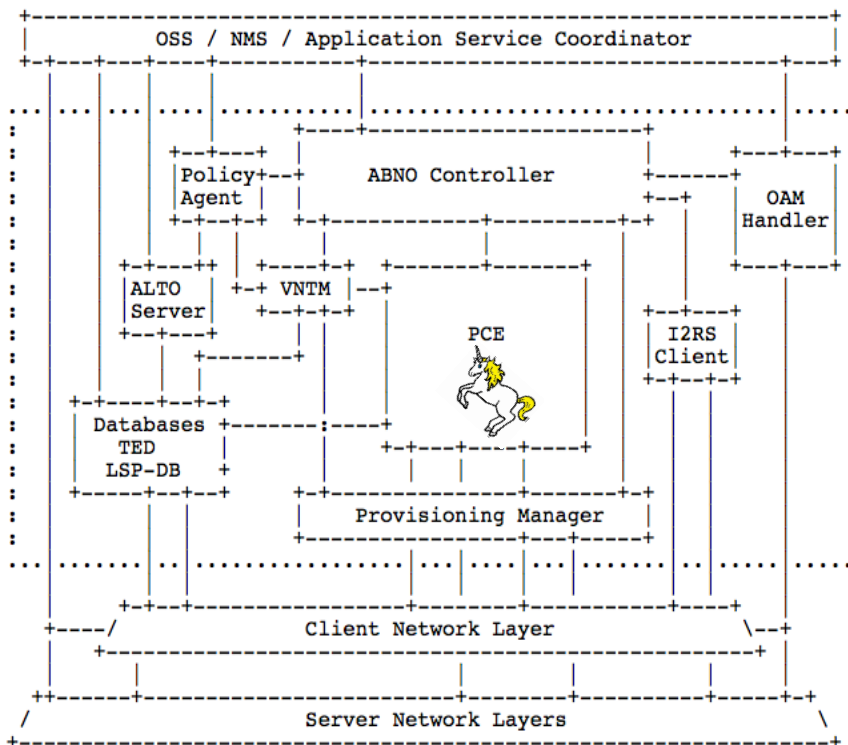 OSS / NMS / Application Service Coordinator
Policy
Agent
ABNO Controller
OAM
Handler
ALTO
Server
VNTM
PCE
I2RS
Client
Databases
TED
LSP-DB
Provisioning Manager
Client Network Layer
Server Network Layers